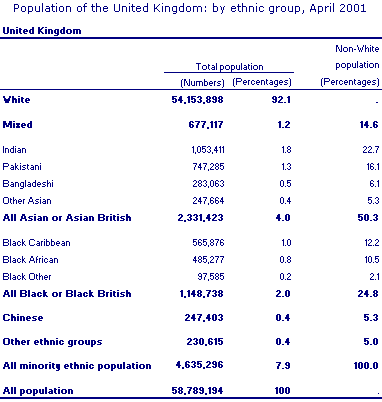 Population of the United Kingdom: by ethnic group, April 2001
United Kingdom
Non-White
Total population population
(Numbers) (Percentages) (Percentages)
White 54,153,898 92.1 .
Mixed 677,117 1.2 14.6
Indian 1,053,411 1.8 22.7
Pakistani 747,285 1.3 16.1
Bangladeshi 283,063 0.5 6.1
Other Asian 247,664 0.4 5.3
All Asian or Asian British 2,331,423 4.0 50.3
Black Caribbean 565,876 1.0 12.2
Black African 485,277 0.8 10.5
Black Other 97,585 0.2 2.1
All Black or Black British 1,148,738 2.0 24.8
Chinese 247,403 0.4 5.3
Other ethnic groups 230,615 0.4 5.0
All minority ethnic population 4,635,296 7.9 100.0
All population 58,789,194 100 .